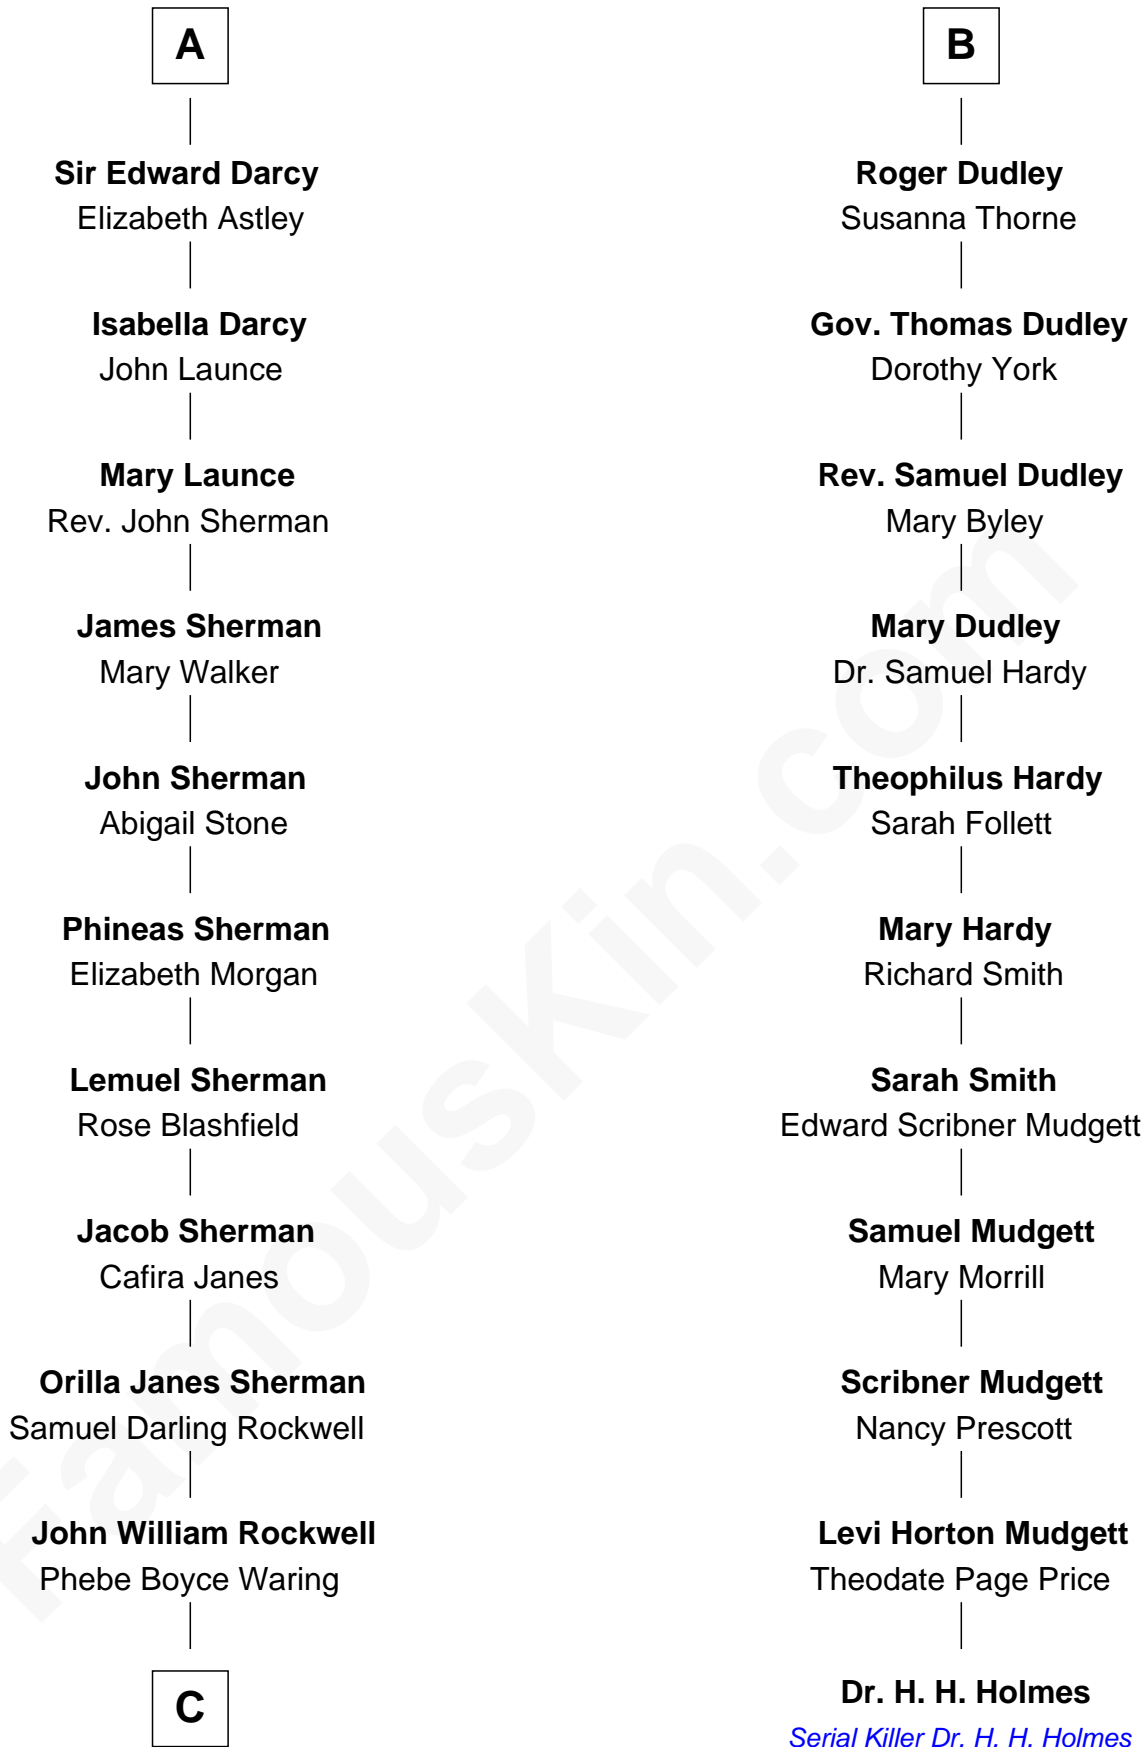 A
Sir Edward Darcy
Elizabeth Astley
Isabella Darcy
John Launce
Mary Launce
Rev. John Sherman
James Sherman
Mary Walker
John Sherman
Abigail Stone
Phineas Sherman
Elizabeth Morgan
Lemuel Sherman
Rose Blashfield
Jacob Sherman
Cafira Janes
Orilla Janes Sherman
Samuel Darling Rockwell
John William Rockwell
Phebe Boyce Waring
C
B
Roger Dudley
Susanna Thorne
Gov. Thomas Dudley
Dorothy York
Rev. Samuel Dudley
Mary Byley
Mary Dudley
Dr. Samuel Hardy
Theophilus Hardy
Sarah Follett
Mary Hardy
Richard Smith
Sarah Smith
Edward Scribner Mudgett
Samuel Mudgett
Mary Morrill
Scribner Mudgett
Nancy Prescott
Levi Horton Mudgett
Theodate Page Price
Dr. H. H. Holmes
Serial Killer Dr. H. H. Holmes
FamousKin.com